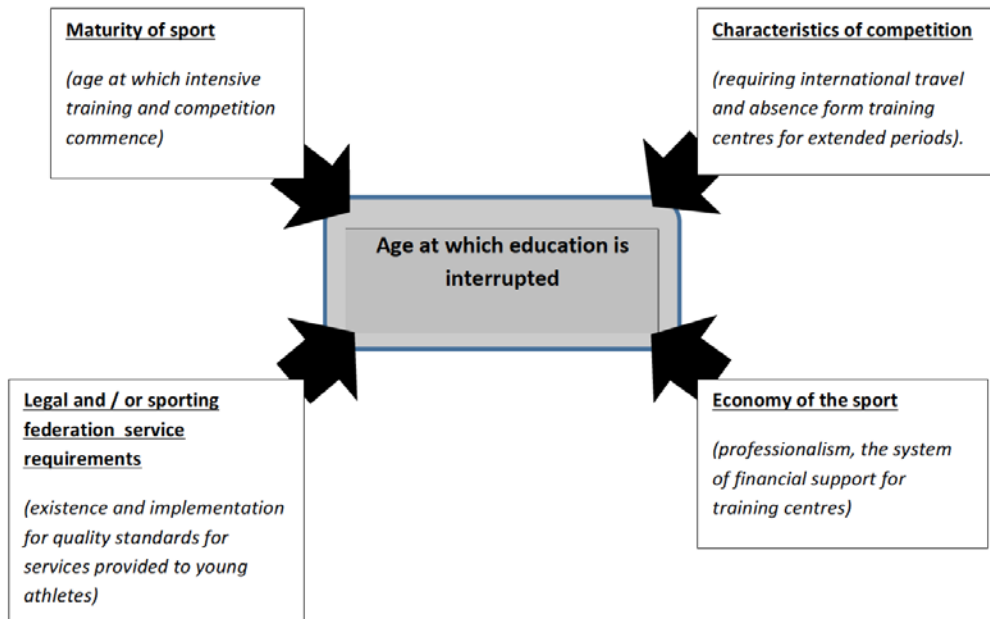 Maturity of sport
(age at which intensive
training and competition
commence)
Characteristics of competition
(requiring international travel
and absence form training
centres for extended periods).
Age at which education is
interrupted
Legal and / or sporting
federation service
requirements
(existence and implementation
for quality standards for
services provided to young
athletes)
Economy of the sport
(professionalism, the system
of financial support for
training centres)